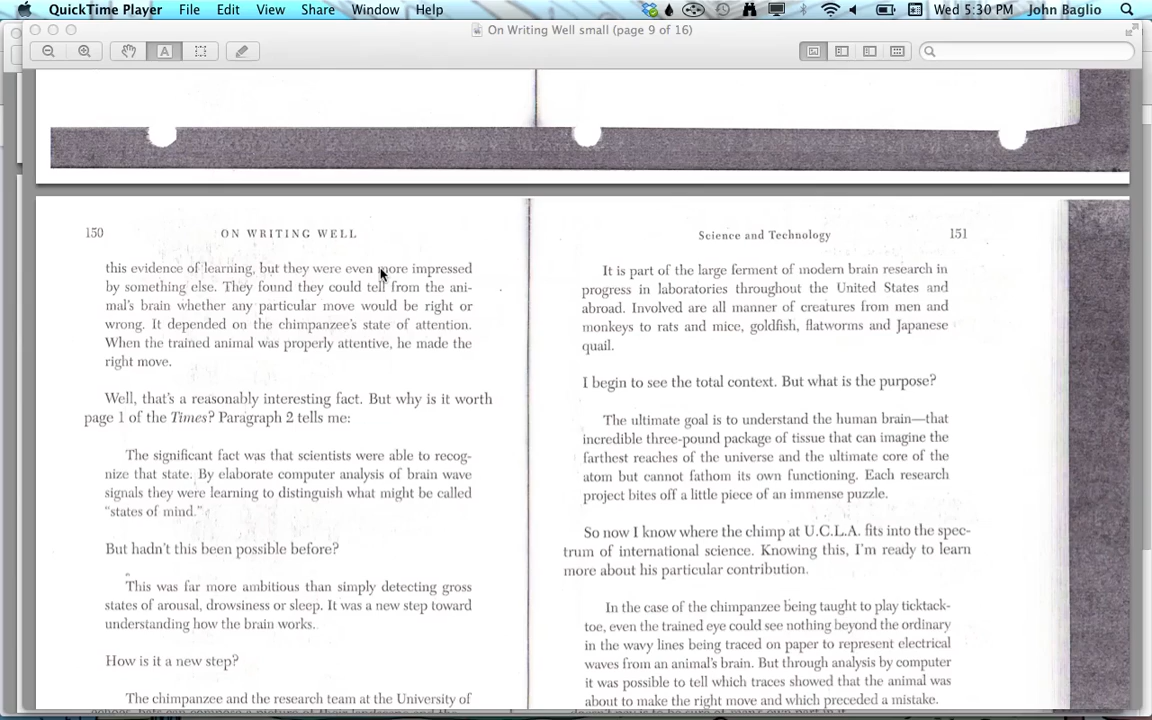 QuickTime Player File Edit View Share Window Help Wed 5:30 PM John Baglio
On Writing Well small (page 9 of 16)
150 ON WRITING WELL
this evidence of learning, but they were even more impressed
by something else. They found they could tell from the ani-
mal's brain whether any particular move would be right or
wrong. It depended on the chimpanzee's state of attention.
When the trained animal was properly attentive, he made the
right move.
Well, that's a reasonably interesting fact. But why is it worth
page 1 of the Times? Paragraph 2 tells me:
The significant fact was that scientists were able to recog-
nize that state. By elaborate computer analysis of brain wave
signals they were learning to distinguish what might be called
"states of mind."
But hadn't this been possible before?
This was far more ambitious than simply detecting gross
states of arousal, drowsiness or sleep. It was a new step toward
understanding how the brain works.
How is it a new step?
The chimpanzee and the research team at the University of
Science and Technology 151
It is part of the large ferment of modern brain research in
progress in laboratories throughout the United States and
abroad. Involved are all manner of creatures from men and
monkeys to rats and mice, goldfish, flatworms and Japanese
quail.
I begin to see the total context. But what is the purpose?
The ultimate goal is to understand the human brain—that
incredible three-pound package of tissue that can imagine the
farthest reaches of the universe and the ultimate core of the
atom but cannot fathom its own functioning. Each research
project bites off a little piece of an immense puzzle.
So now I know where the chimp at U.C.L.A. fits into the spec-
trum of international science. Knowing this, I'm ready to learn
more about his particular contribution.
In the case of the chimpanzee being taught to play ticktack-
toe, even the trained eye could see nothing beyond the ordinary
in the wavy lines being traced on paper to represent electrical
waves from an animal's brain. But through analysis by computer
it was possible to tell which traces showed that the animal was
about to make the right move and which preceded a mistake.